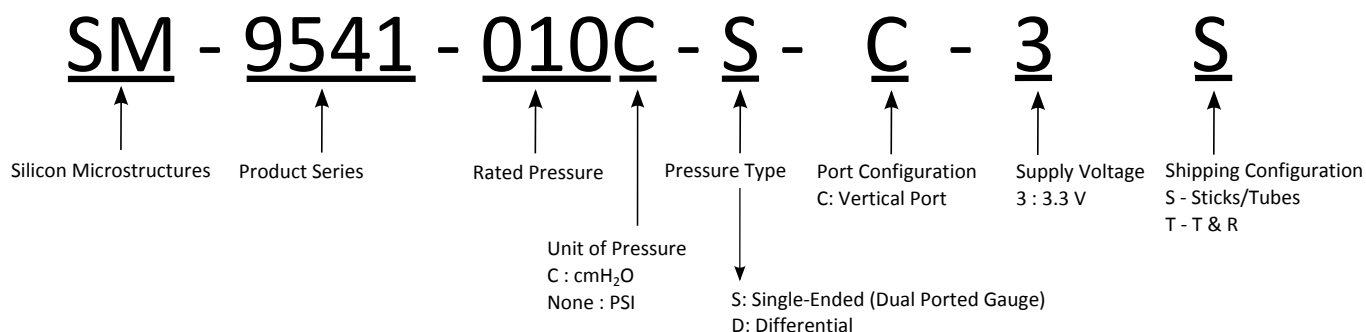 SM - 9541 - 010C - S - C - 3 S
Silicon Microstructures
Product Series
Rated Pressure
Pressure Type
Port Configuration
C: Vertical Port
Supply Voltage
3 : 3.3 V
Shipping Configuration
S - Sticks/Tubes
T - T & R
Unit of Pressure
C : cmH₂O
None : PSI
S: Single-Ended (Dual Ported Gauge)
D: Differential